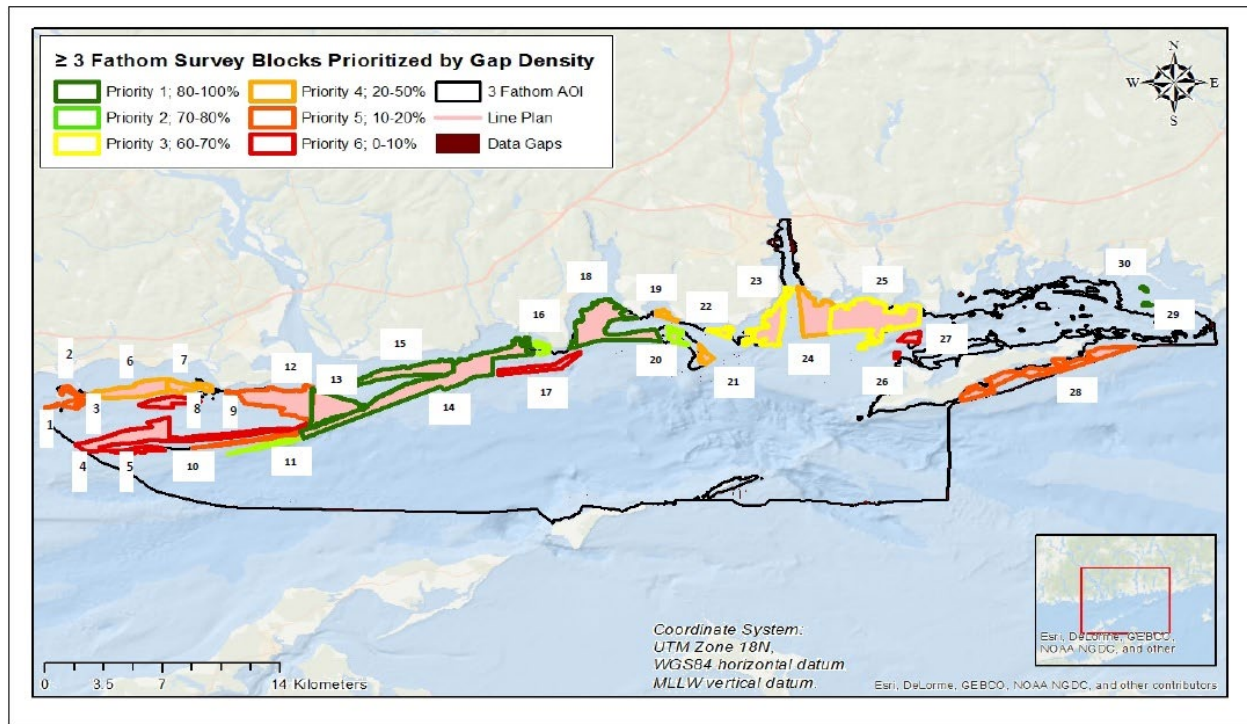 ≥ 3 Fathom Survey Blocks Prioritized by Gap Density
Priority 1; 80-100%
Priority 4; 20-50%
3 Fathom AOI
Priority 2; 70-80%
Priority 5; 10-20%
Line Plan
Priority 3; 60-70%
Priority 6; 0-10%
Data Gaps
N
W
E
S
30
18
23
25
19
22
16
29
15
27
2
6
7
12
13
20
24
21
17
26
28
3
8
9
14
1
4
5
10
11
Coordinate System:
UTM Zone 18N,
WGS84 horizontal datum
MLLW vertical datum.
0 3.5 7 14 Kilometers
Esri, DeLorme, GEBCO,
NOAA NGDC, and other
Esri, DeLorme, GEBCO, NOAA NGDC, and other contributors